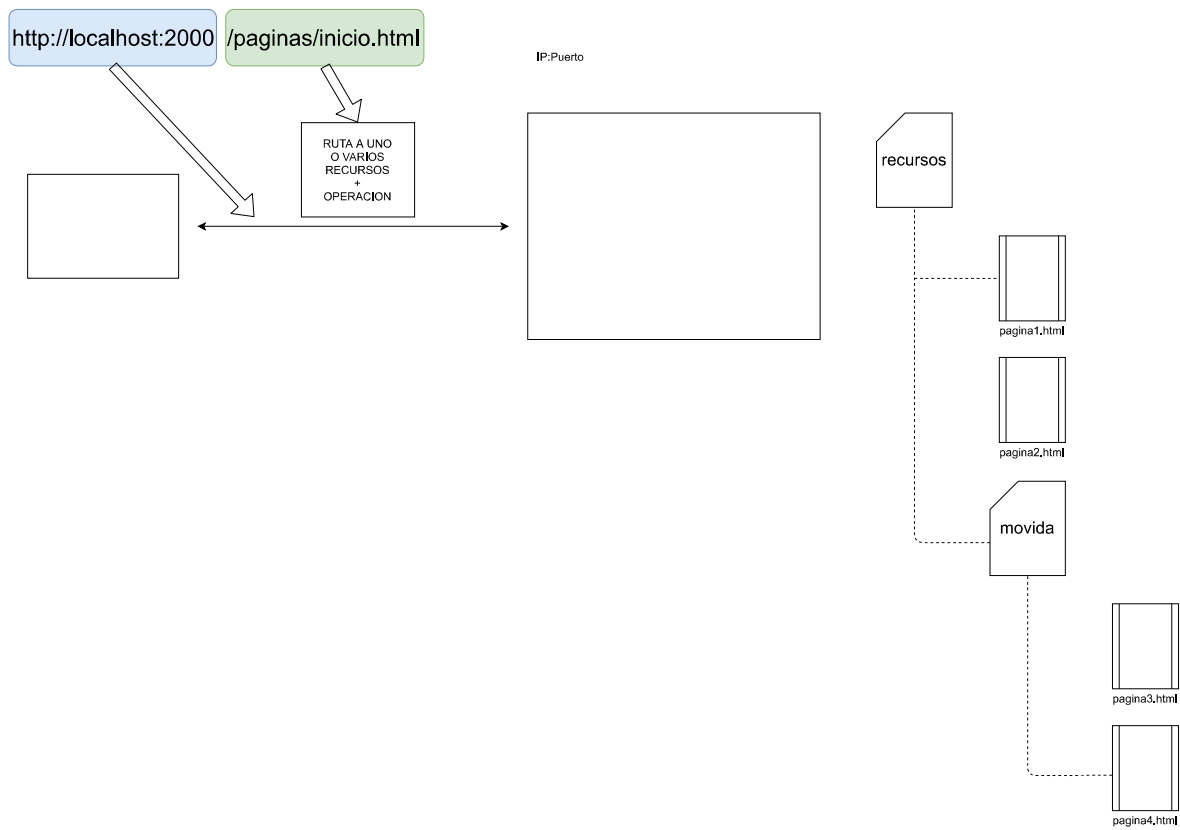 http://localhost:2000
/paginas/inicio.html
IP:Puerto
RUTA A UNO
O VARIOS
RECURSOS
+
OPERACION
recursos
pagina1.html
pagina2.html
movida
pagina3.html
pagina4.html